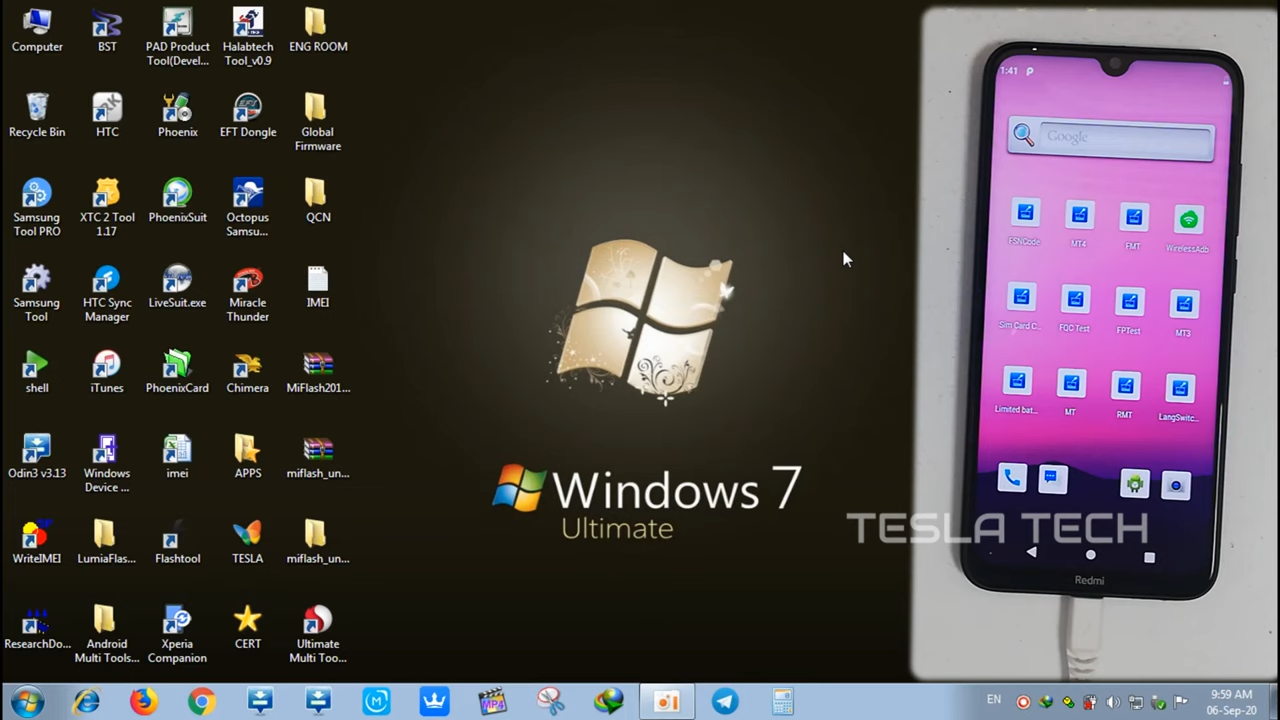 Computer
BST
PAD Product
Tool(Devel...
Halabtech
Tool_v0.9
ENG ROOM
Recycle Bin
HTC
Phoenix
EFT Dongle
Global
Firmware
Samsung
Tool PRO
XTC 2 Tool
1.17
PhoenixSuit
Octopus
Samsu...
QCN
Samsung
Tool
HTC Sync
Manager
LiveSuit.exe
Miracle
Thunder
IMEI
shell
iTunes
PhoenixCard
Chimera
MiFlash201...
Odin3 v3.13
Windows
Device ...
imei
APPS
miflash_un...
WriteIMEI
LumiaFlas...
Flashtool
TESLA
miflash_un...
ResearchDo...
Android
Multi Tools...
Xperia
Companion
CERT
Ultimate
Multi Too...
Windows 7
Ultimate
TESLA TECH
1:41
Google
FSNCode
MT4
FMT
WirelessAdb
Sim Card C...
FQC Test
FPTest
MT3
Limited bat...
MT
RMT
LangSwitc...
Redmi
MP4
EN
9:59 AM
06-Sep-20